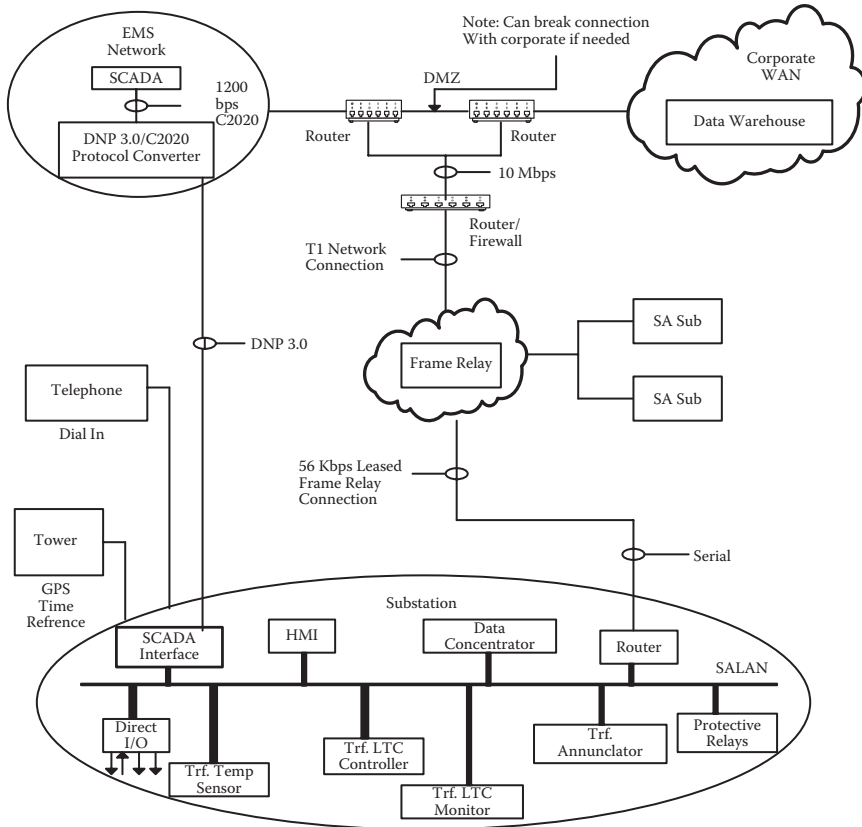 EMS
Network
SCADA
1200
bps
C2020
DNP 3.0/C2020
Protocol Converter
Note: Can break connection
With corporate if needed
DMZ
Router
Router
Corporate
WAN
Data Warehouse
10 Mbps
Router/
Firewall
T1 Network
Connection
DNP 3.0
Frame Relay
SA Sub
SA Sub
Telephone
Dial In
56 Kbps Leased
Frame Relay
Connection
Tower
GPS
Time
Refrence
Serial
Substation
SCADA
Interface
HMI
Data
Concentrator
Router
SALAN
Direct
I/O
Trf. Temp
Sensor
Trf. LTC
Controller
Trf. LTC
Monitor
Trf.
Annunclator
Protective
Relays